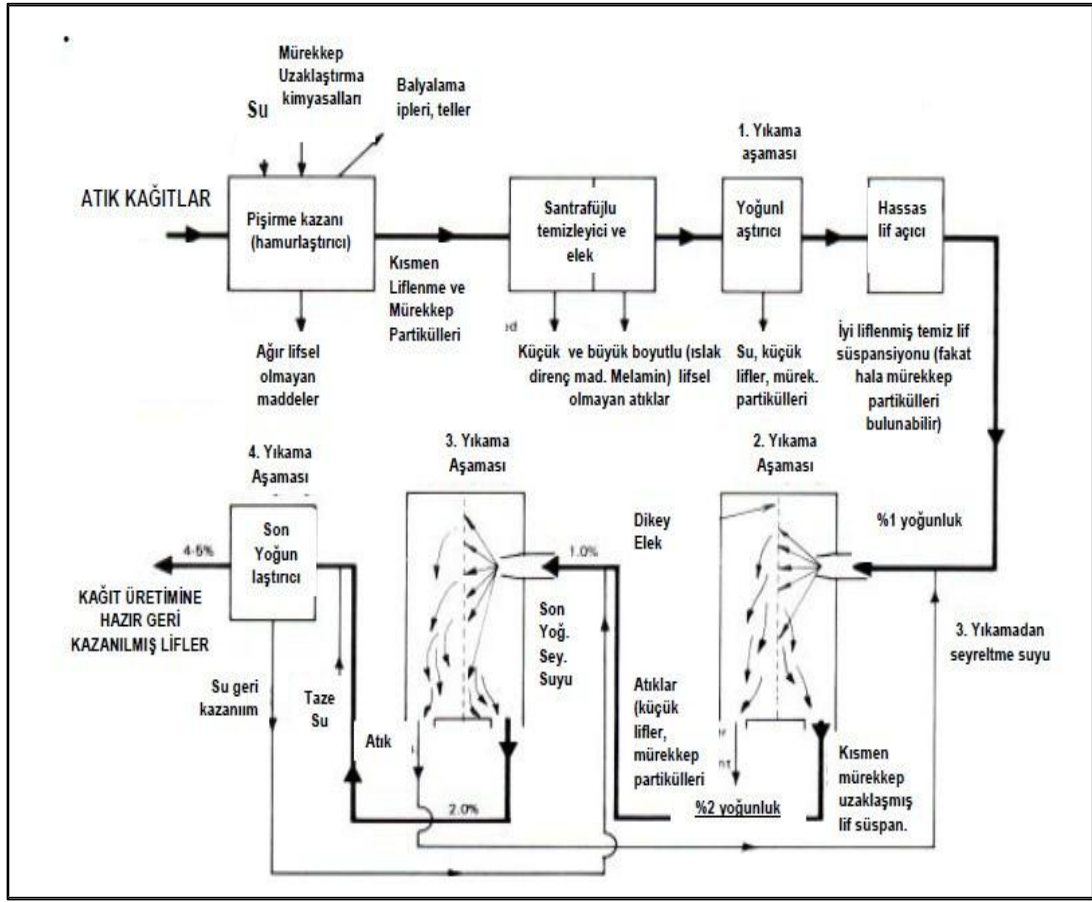 Mürekkep
Uzaklaştırma
kimyasalları
Su
Balyalama
ipleri, teller
ATIK KAĞITLAR
Pişirme kazanı
(hamurlaştırıcı)
Ağır lifsel
olmayan
maddeler
Kısmen
Liflenme ve
Mürekkep
Partikülleri
Santrafüjlu
temizleyici ve
elek
ed
Küçük ve büyük boyutlu (ıslak
direnç mad. Melamin) lifsel
olmayan atıklar
1. Yıkama
aşaması
Yoğunl
aştırıcı
Su, küçük
lifler, mürek.
partikülleri
Hassas
lif açıcı
İyi liflenmiş temiz lif
süspansiyonu (fakat
hala mürekkep
partikülleri
bulunabilir)
4. Yıkama
Aşaması
Son
Yoğun
laştırıcı
4-5%
KAĞIT ÜRETİMİNE
HAZIR GERİ
KAZANILMIŞ LİFLER
Su geri
kazanıım
Taze
Su
3. Yıkama
Aşaması
1.0%
Son
Yoğ.
Sey.
Suyu
Atık
2.0%
2. Yıkama
Aşaması
Dikey
Elek
%1 yoğunluk
3. Yıkamadan
seyreltme suyu
Atıklar
(küçük
lifler,
mürekkep
partikülleri
nt
%2 yoğunluk
Kısmen
mürekkep
uzaklaşmış
lif süspan.